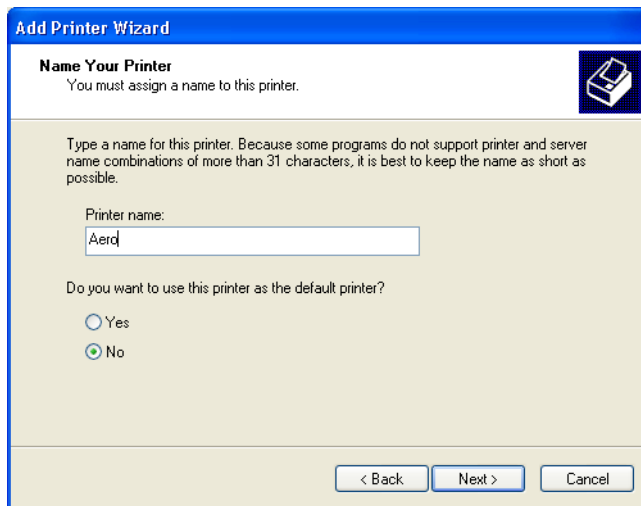 Add Printer Wizard
Name Your Printer
You must assign a name to this printer.
Type a name for this printer. Because some programs do not support printer and server
name combinations of more than 31 characters, it is best to keep the name as short as
possible.
Printer name:
Aero
Do you want to use this printer as the default printer?
Yes
No
< Back Next > Cancel